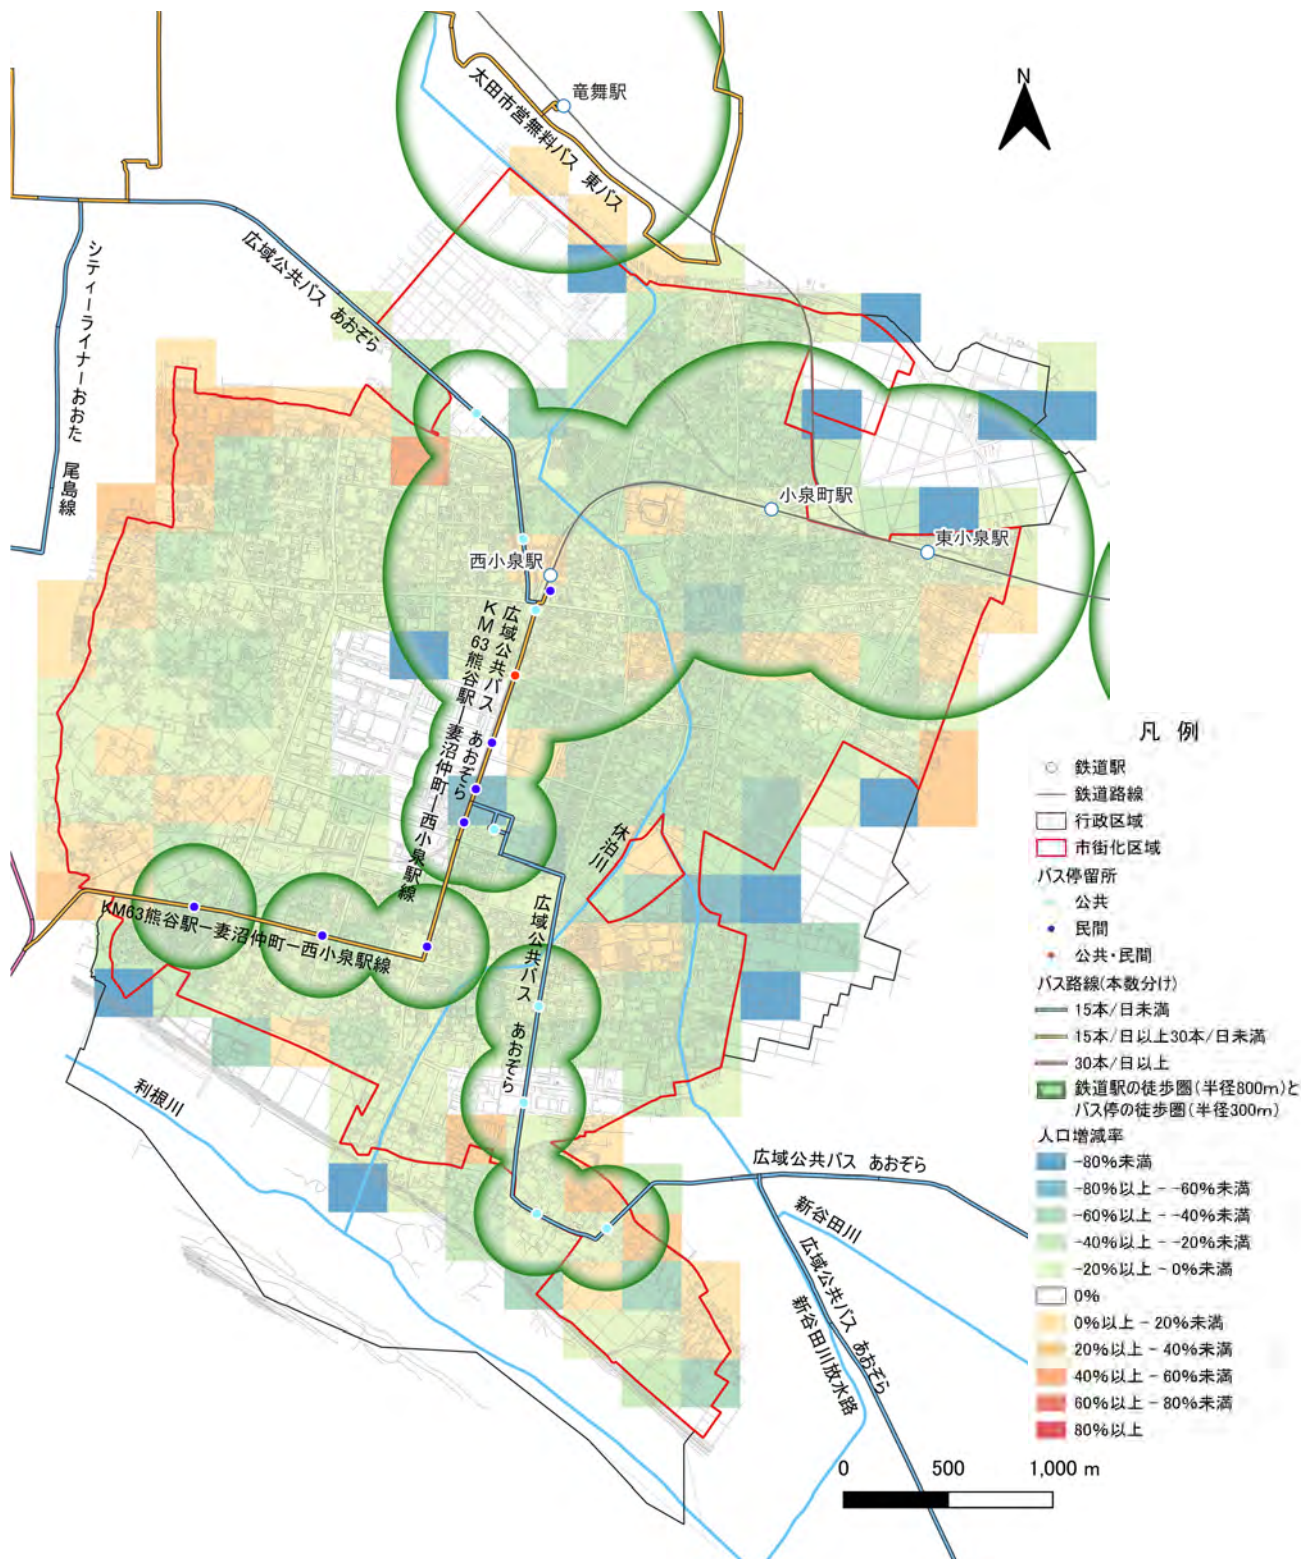 N
竜舞駅
太田市営無料バス 東バス
広域公共バス あおぞら
シティーライナーおおた 尾島線
小泉町駅
東小泉駅
西小泉駅
広域公共バス あおぞら
KM63熊谷駅ー妻沼仲町ー西小泉駅線
休泊川
KM63熊谷駅ー妻沼仲町ー西小泉駅線
広域公共バス あおぞら
利根川
広域公共バス あおぞら
新谷田川
広域公共バス あおぞら
新谷田川放水路
凡 例
鉄道駅
鉄道路線
行政区域
市街化区域
バス停留所
公共
民間
公共・民間
バス路線(本数分け)
15本/日未満
15本/日以上30本/日未満
30本/日以上
鉄道駅の徒歩圏(半径800m)と
バス停の徒歩圏(半径300m)
人口増減率
-80%未満
-80%以上 - -60%未満
-60%以上 - -40%未満
-40%以上 - -20%未満
-20%以上 - 0%未満
0%
0%以上 - 20%未満
20%以上 - 40%未満
40%以上 - 60%未満
60%以上 - 80%未満
80%以上
0 500 1,000 m